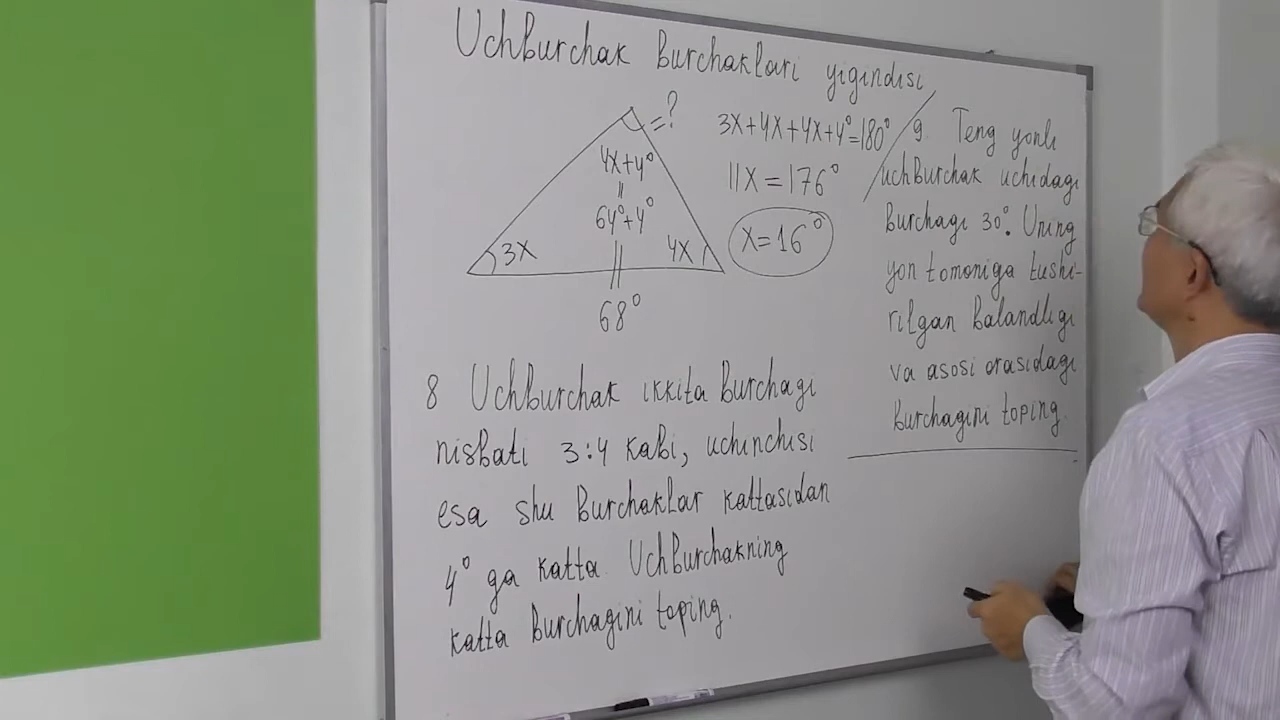 Uchburchak burchaklari yigindisi
=?
4x+4°
=
64°+4°
3x
4x
=
68°
3x+4x+4x+4°=180°
11x=176°
x=16°
8 Uchburchak ikkita burchagi
nisbati 3:4 kabi, uchinchisi
esa shu burchaklar kattasidan
4° ga katta. Uchburchakning
katta burchagini toping.
9. Teng yonli
uchburchak uchidagi
burchagi 30°. Uning
yon tomoniga tushi-
rilgan balandligi
va asosi orasidagi
burchagini toping.